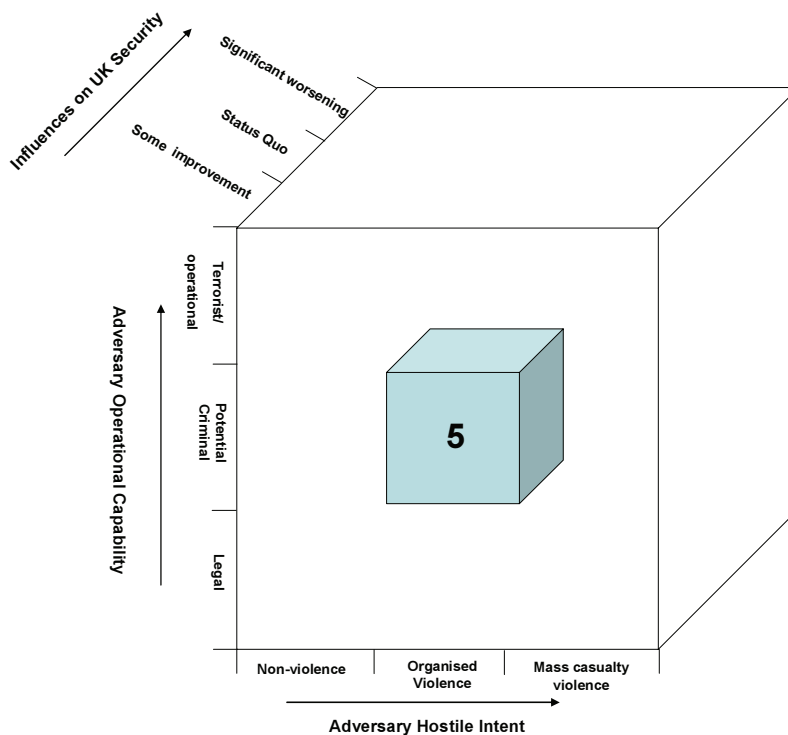 Influences on UK Security
Significant worsening
Status Quo
Some improvement
Adversary Operational Capability
Terrorist/
operational
Potential
Criminal
Legal
5
Non-violence
Organised
Violence
Mass casualty
violence
Adversary Hostile Intent